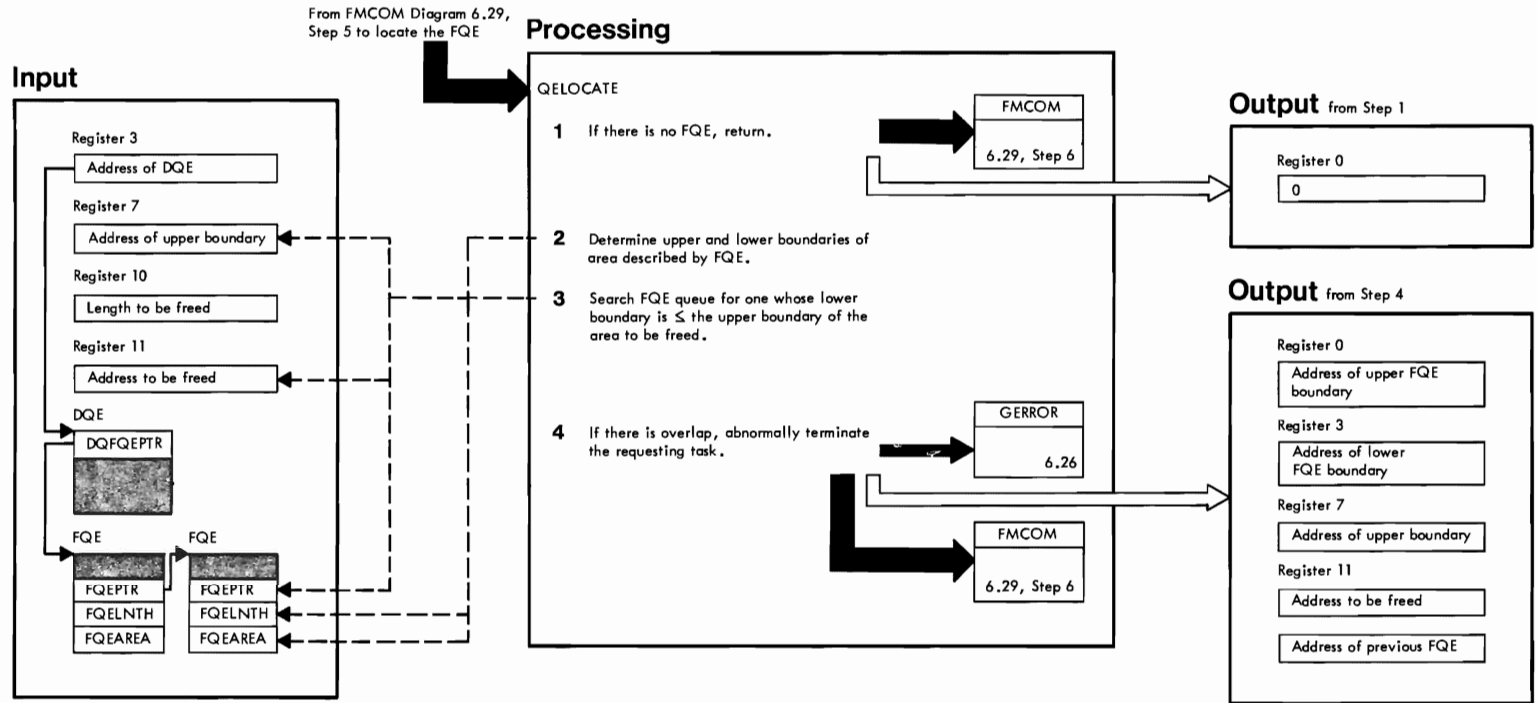 From FMCOM Diagram 6.29,
Step 5 to locate the FQE
Input
Register 3
Address of DQE
Register 7
Address of upper boundary
Register 10
Length to be freed
Register 11
Address to be freed
DQE
DQFQEPTR
FQE
FQE
FQEPTR
FQEPTR
FQELNTH
FQELNTH
FQEAREA
FQEAREA
Processing
QELOCATE
1 If there is no FQE, return.
FMCOM
6.29, Step 6
2 Determine upper and lower boundaries of
area described by FQE.
3 Search FQE queue for one whose lower
boundary is ≤ the upper boundary of the
area to be freed.
4 If there is overlap, abnormally terminate
the requesting task.
GERROR
6.26
FMCOM
6.29, Step 6
Output from Step 1
Register 0
0
Output from Step 4
Register 0
Address of upper FQE
boundary
Register 3
Address of lower
FQE boundary
Register 7
Address of upper boundary
Register 11
Address to be freed
Address of previous FQE